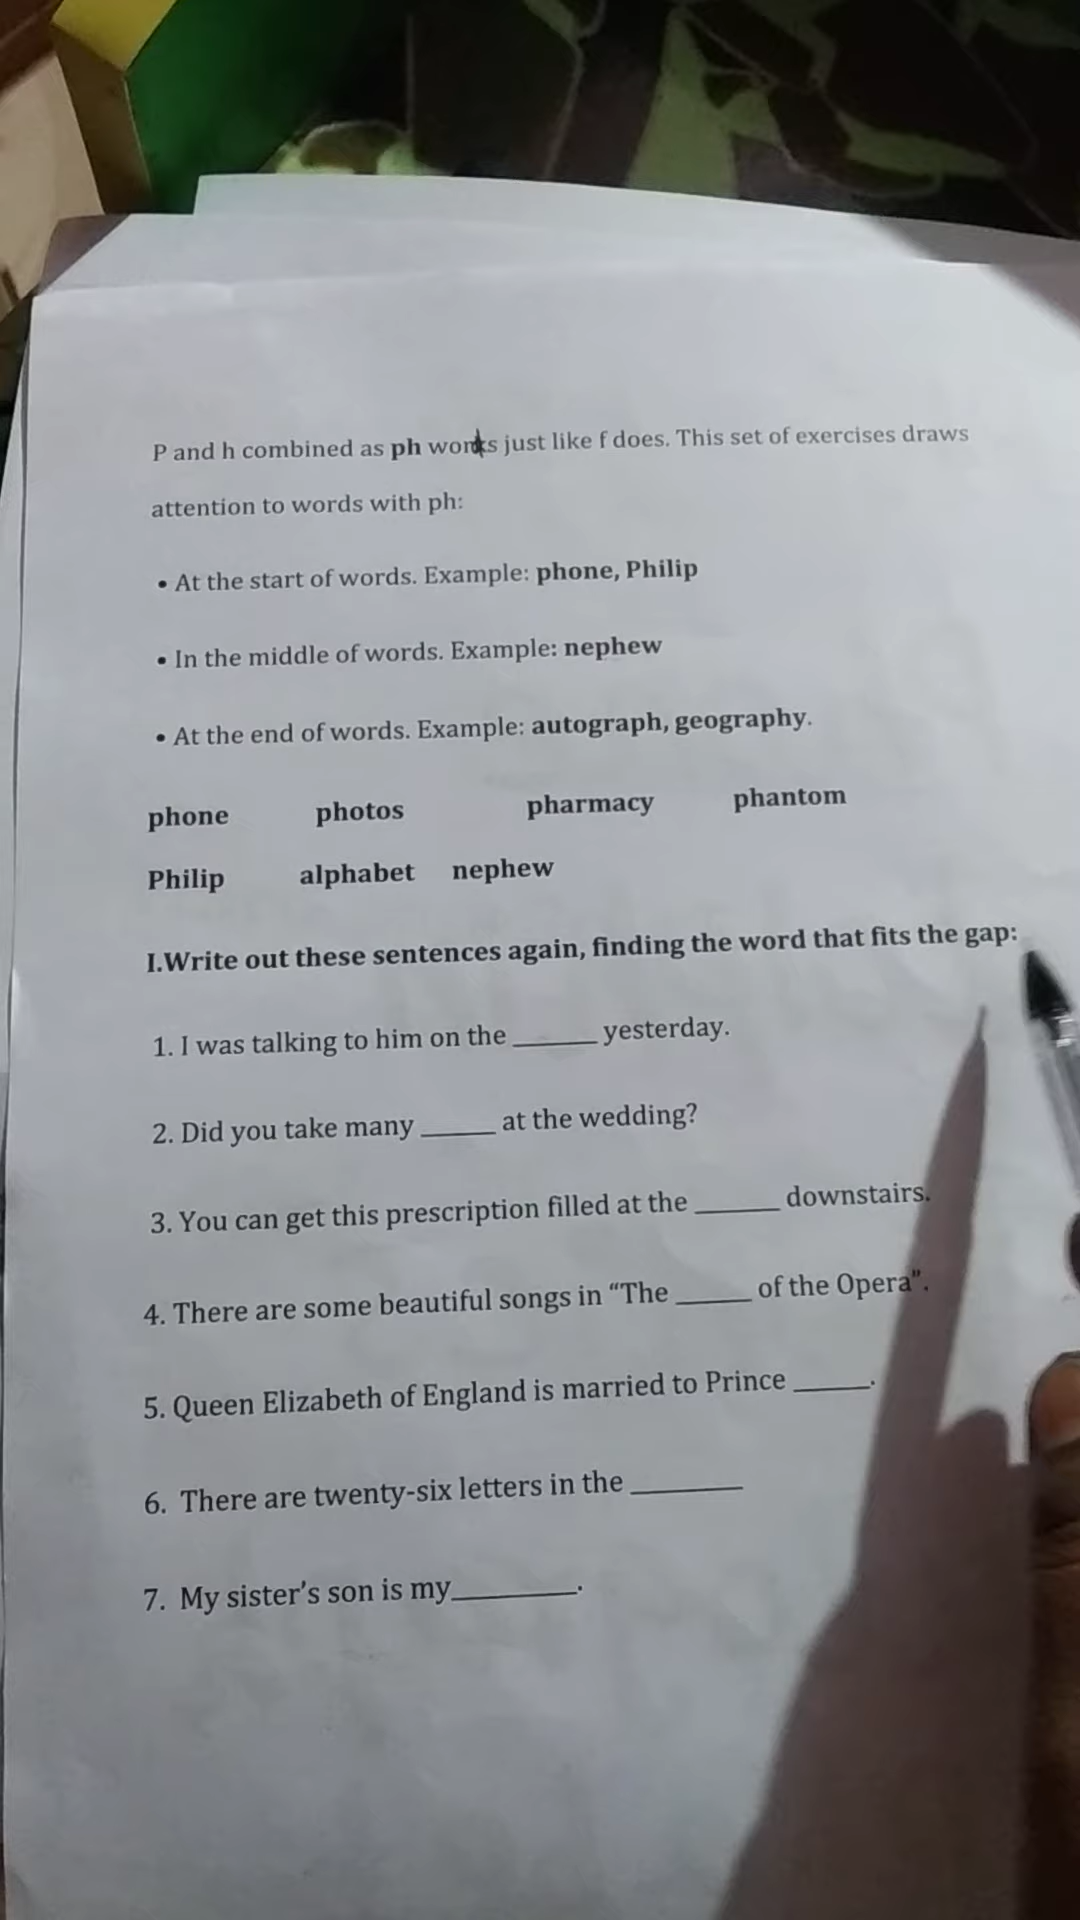 P and h combined as ph works just like f does. This set of exercises draws
attention to words with ph:
• At the start of words. Example: phone, Philip
• In the middle of words. Example: nephew
• At the end of words. Example: autograph, geography.
phone photos pharmacy phantom
Philip alphabet nephew
I.Write out these sentences again, finding the word that fits the gap:
1. I was talking to him on the ______ yesterday.
2. Did you take many _____ at the wedding?
3. You can get this prescription filled at the ______ downstairs.
4. There are some beautiful songs in “The _____ of the Opera”.
5. Queen Elizabeth of England is married to Prince _____.
6. There are twenty-six letters in the ________
7. My sister’s son is my_________.